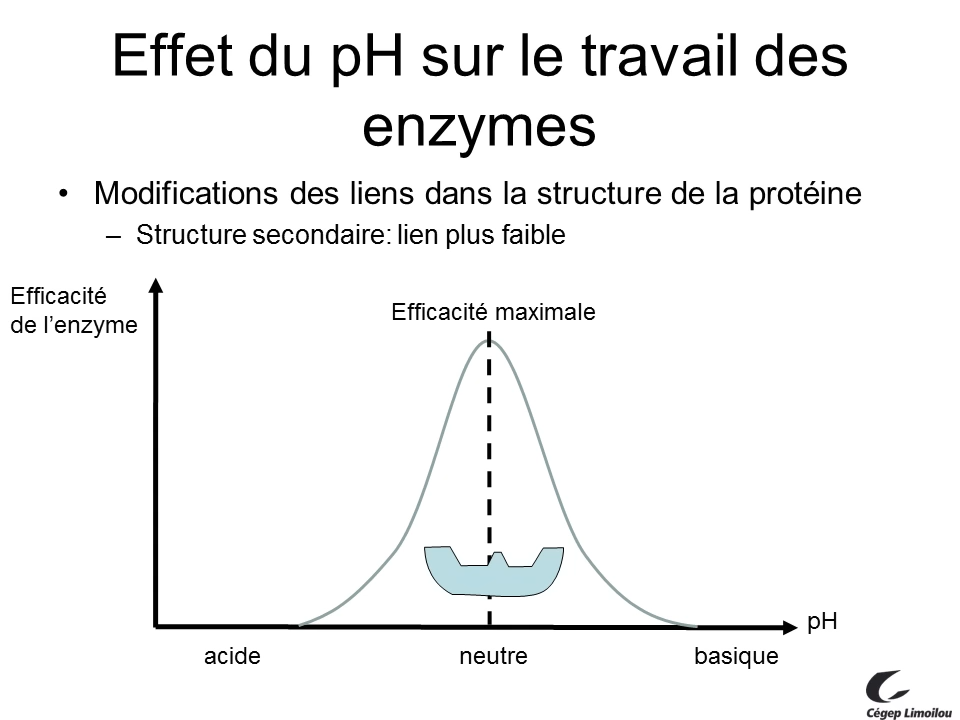 Effet du pH sur le travail des
enzymes
• Modifications des liens dans la structure de la protéine
– Structure secondaire: lien plus faible
Efficacité
de l’enzyme
Efficacité maximale
pH
acide
neutre
basique
Cégep Limoilou